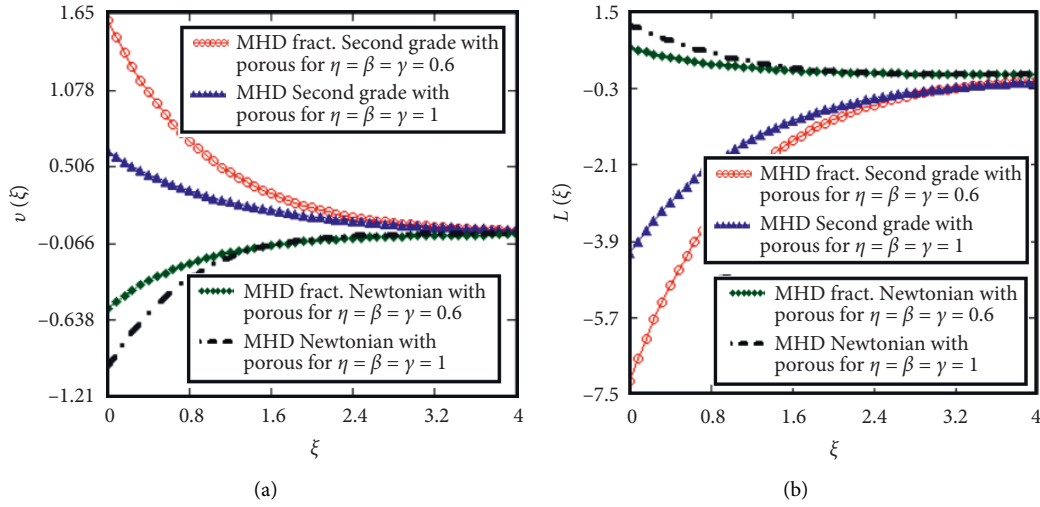 1.65
1.078
0.506
−0.066
−0.638
−1.21
υ (ξ)
MHD fract. Second grade with
porous for η = β = γ = 0.6
MHD Second grade with
porous for η = β = γ = 1
MHD fract. Newtonian with
porous for η = β = γ = 0.6
MHD Newtonian with
porous for η = β = γ = 1
0 0.8 1.6 2.4 3.2 4
ξ
(a)
1.5
−0.3
−2.1
−3.9
−5.7
−7.5
L (ξ)
MHD fract. Second grade with
porous for η = β = γ = 0.6
MHD Second grade with
porous for η = β = γ = 1
MHD fract. Newtonian with
porous for η = β = γ = 0.6
MHD Newtonian with
porous for η = β = γ = 1
0 0.8 1.6 2.4 3.2 4
ξ
(b)